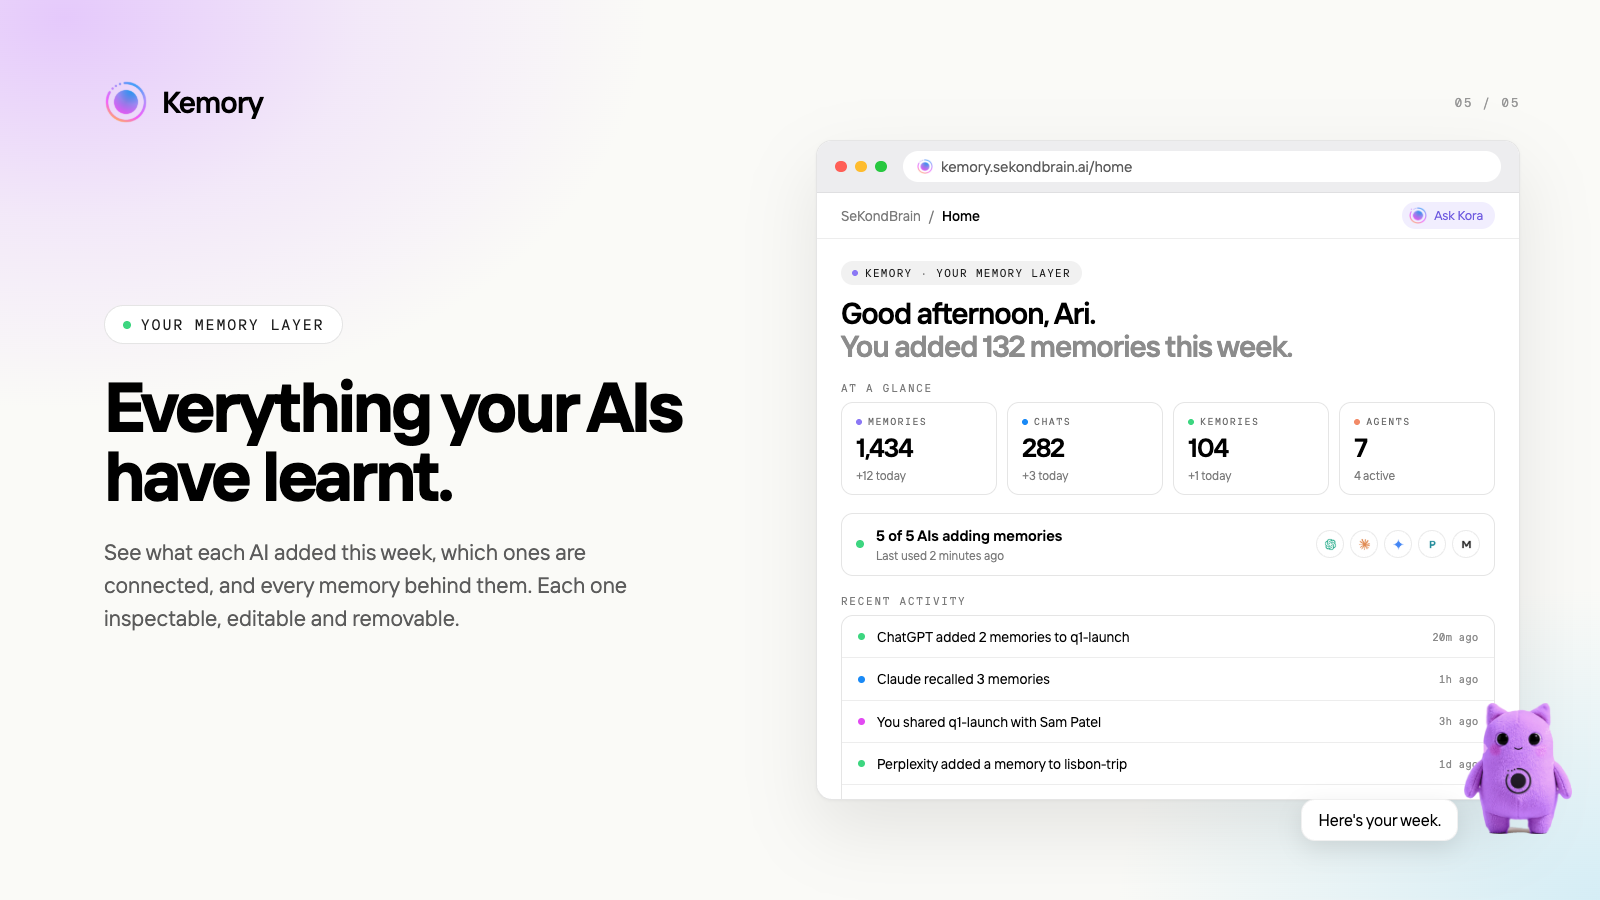 Kemory
05 / 05
YOUR MEMORY LAYER
Everything your AIs
have learnt.
See what each AI added this week, which ones are
connected, and every memory behind them. Each one
inspectable, editable and removable.
kemory.sekondbrain.ai/home
SeKondBrain / Home
Ask Kora
KEMORY · YOUR MEMORY LAYER
Good afternoon, Ari.
You added 132 memories this week.
AT A GLANCE
MEMORIES
1,434
+12 today
CHATS
282
+3 today
KEMORIES
104
+1 today
AGENTS
7
4 active
5 of 5 AIs adding memories
Last used 2 minutes ago
P
M
RECENT ACTIVITY
ChatGPT added 2 memories to q1-launch
20m ago
Claude recalled 3 memories
1h ago
You shared q1-launch with Sam Patel
3h ago
Perplexity added a memory to lisbon-trip
1d ago
Here's your week.